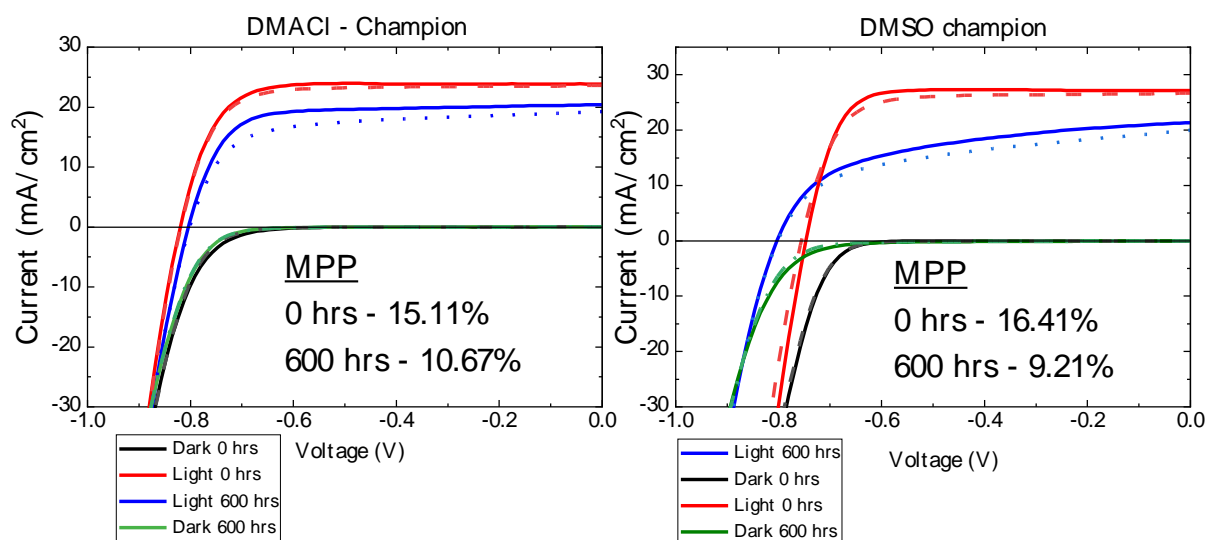 DMACl - Champion
30
20
10
0
-10
-20
-30
Current (mA/ cm²)
-1.0 -0.8 -0.6 -0.4 -0.2 0.0
Voltage (V)
MPP
0 hrs - 15.11%
600 hrs - 10.67%
Dark 0 hrs
Light 0 hrs
Light 600 hrs
Dark 600 hrs
DMSO champion
30
20
10
0
-10
-20
-30
Current (mA/ cm²)
-1.0 -0.8 -0.6 -0.4 -0.2 0.0
Voltage (V)
MPP
0 hrs - 16.41%
600 hrs - 9.21%
Light 600 hrs
Dark 0 hrs
Light 0 hrs
Dark 600 hrs